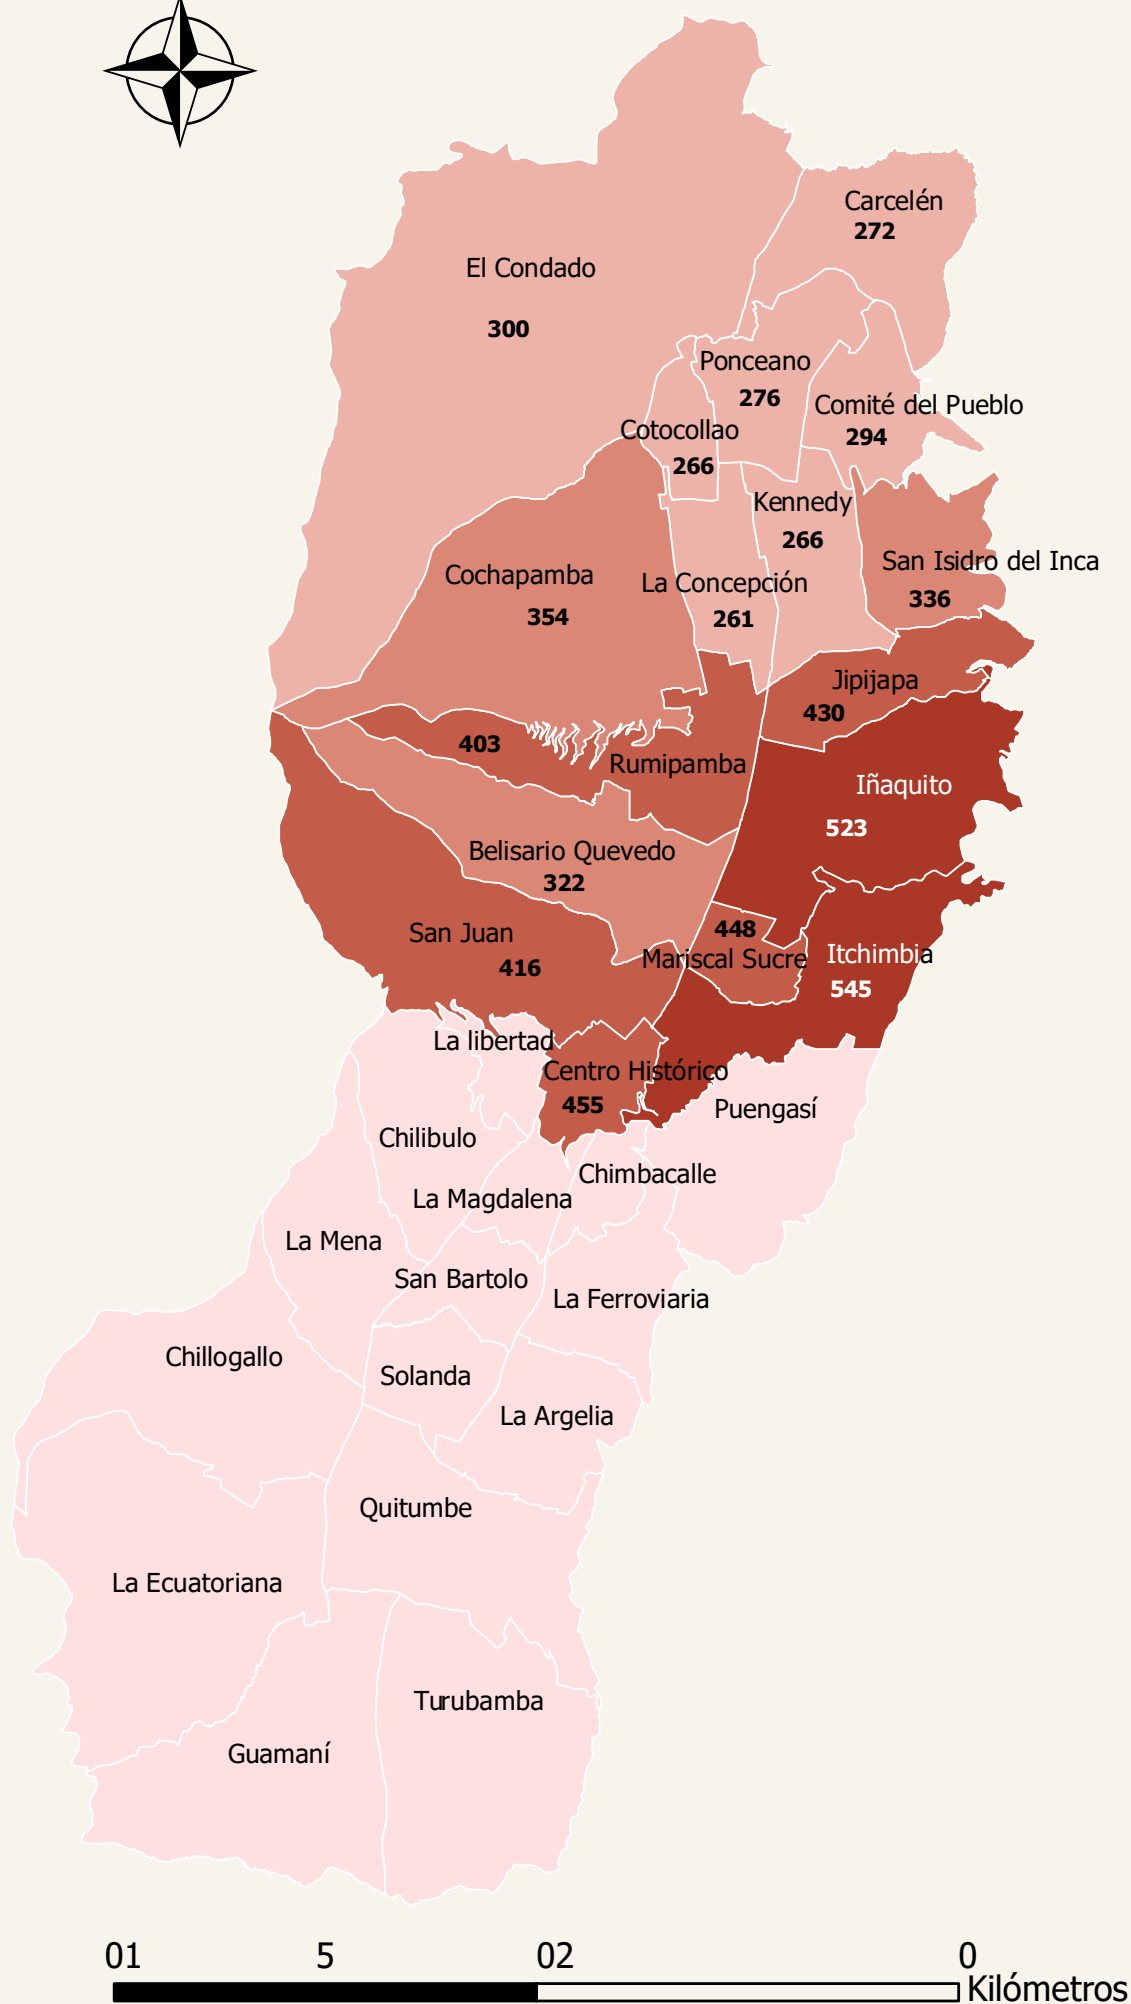 Carcelén
272
El Condado
300
Ponceano
276
Comité del Pueblo
294
Cotocollao
266
Kennedy
266
San Isidro del Inca
336
Cochapamba
354
La Concepción
261
Jipijapa
430
403
Rumipamba
Iñaquito
523
Belisario Quevedo
322
San Juan
416
448
Mariscal Sucre
Itchimbia
545
La libertad
Centro Histórico
455
Puengasí
Chilibulo
Chimbacalle
La Magdalena
La Mena
San Bartolo
La Ferroviaria
Chillogallo
Solanda
La Argelia
Quitumbe
La Ecuatoriana
Turubamba
Guamaní
01 5 02 0
Kilómetros